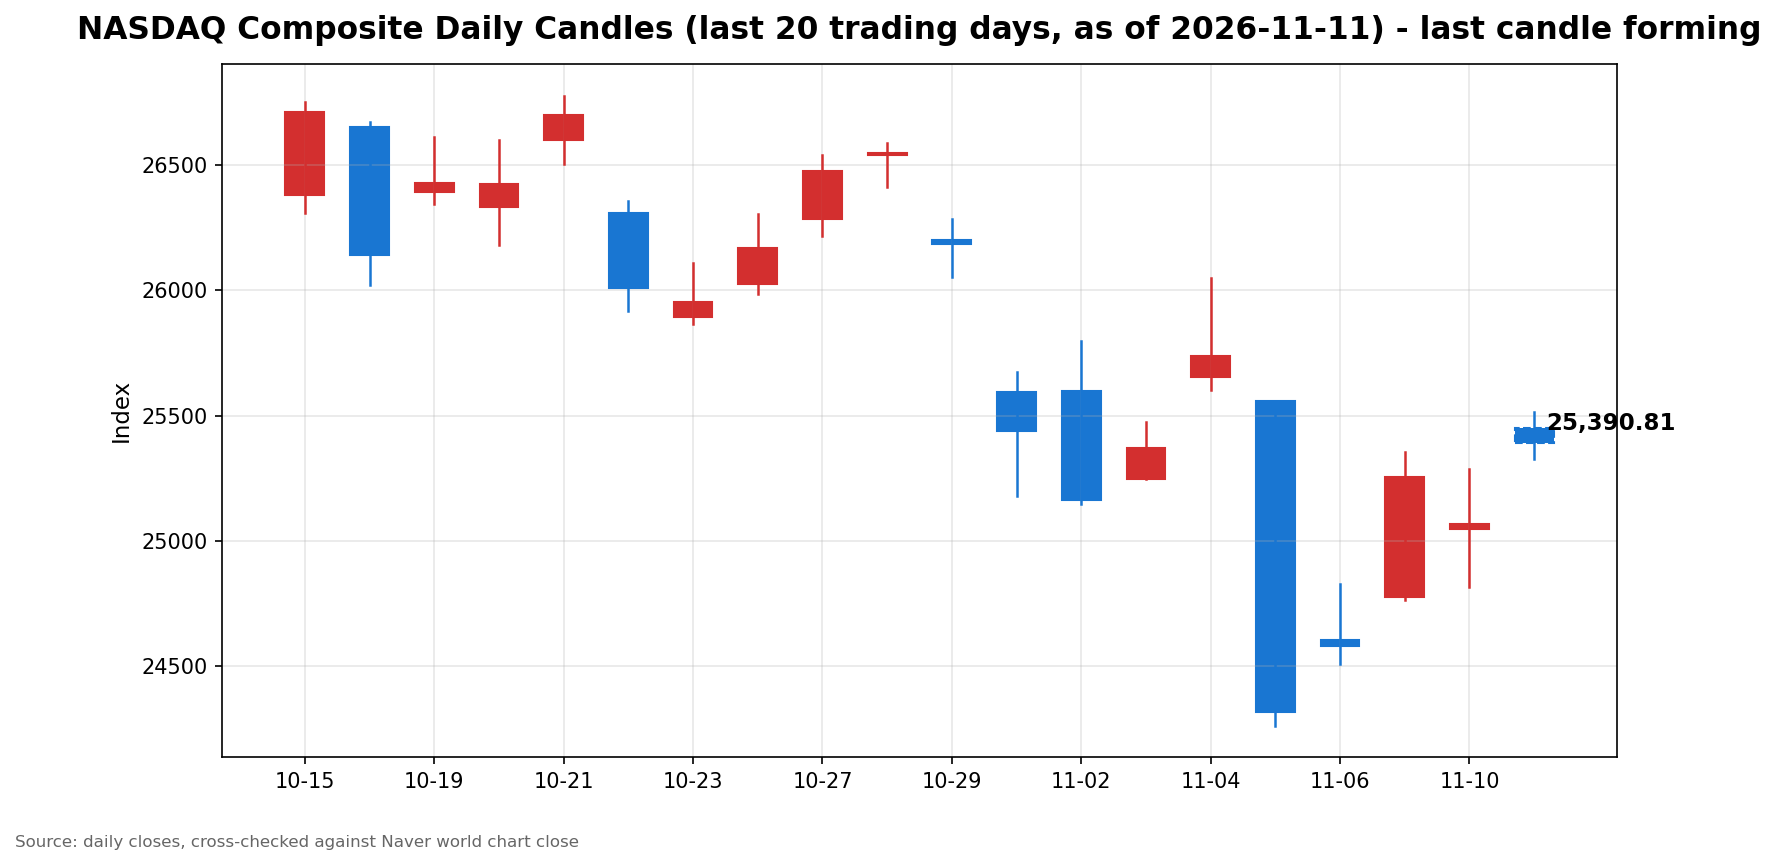 NASDAQ Composite Daily Candles (last 20 trading days, as of 2026-11-11) - last candle forming
Index
26500
26000
25500
25000
24500
25,390.81
10-15 10-19 10-21 10-23 10-27 10-29 11-02 11-04 11-06 11-10
Source: daily closes, cross-checked against Naver world chart close